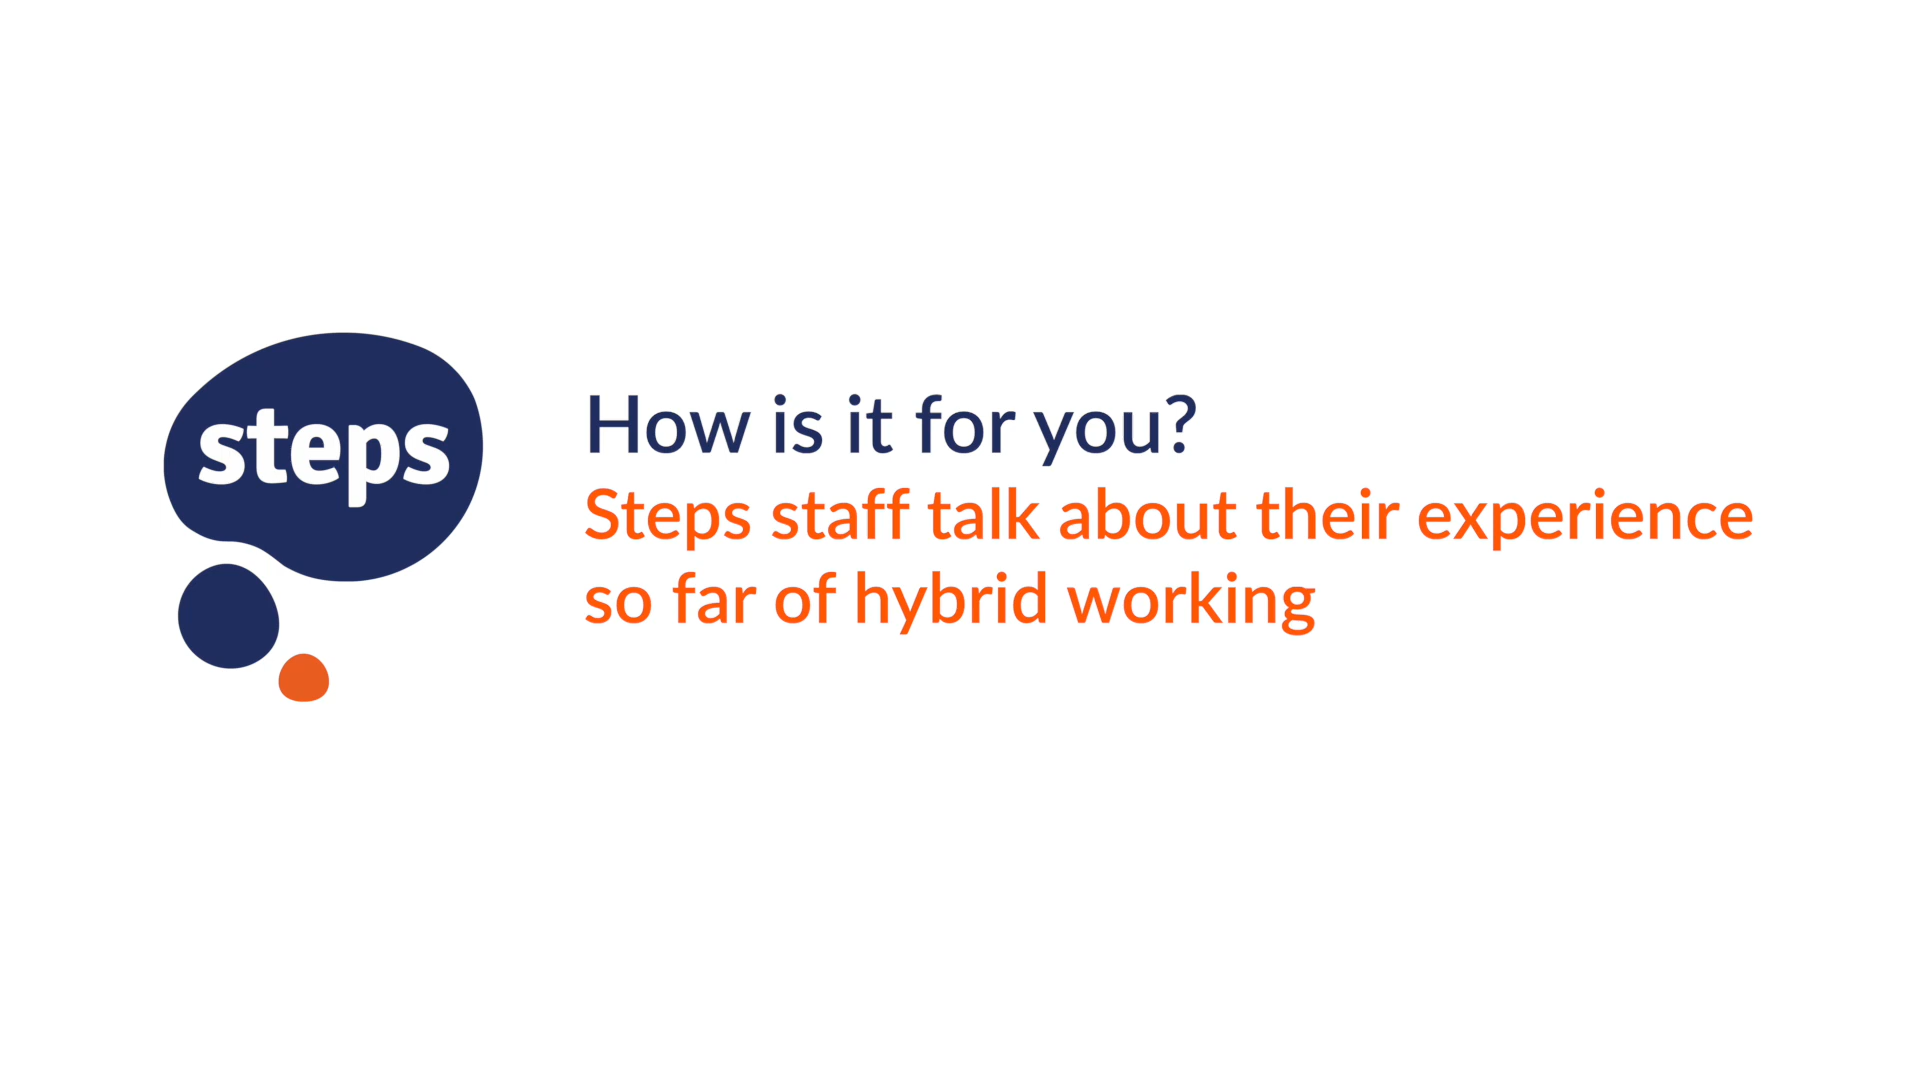 steps
How is it for you?
Steps staff talk about their experience
so far of hybrid working